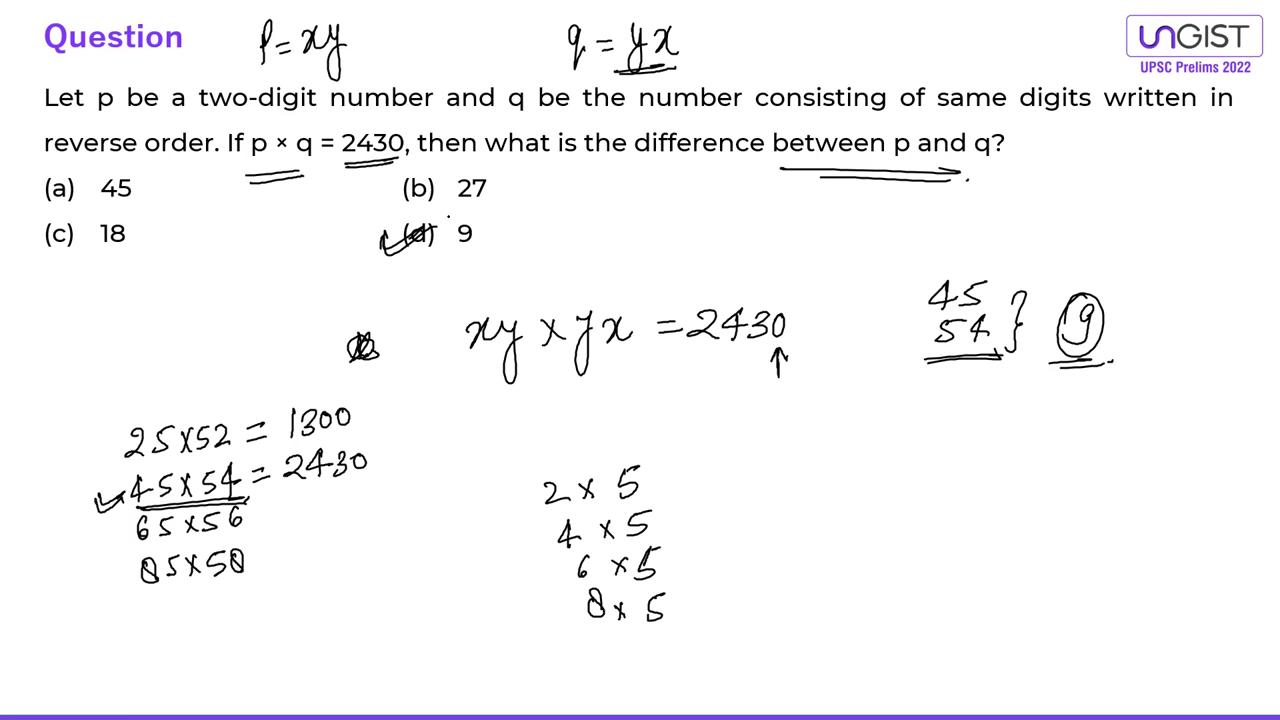 Question
p = xy
q = yx
UNGIST
UPSC Prelims 2022
Let p be a two-digit number and q be the number consisting of same digits written in
reverse order. If p × q = 2430, then what is the difference between p and q?
(a) 45
(b) 27
(c) 18
(d) 9
xy × yx = 2430
45
54
9
25×52 = 1300
45×54 = 2430
65×56
85×58
2 × 5
4 × 5
6 × 5
8 × 5